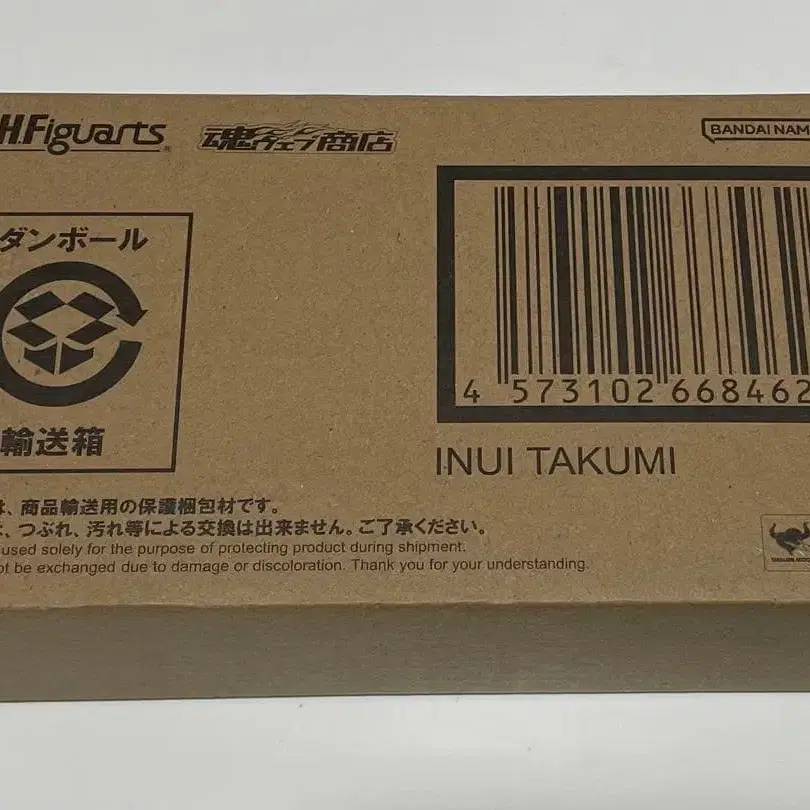 H.Figuarts
魂ウェブ商店
BANDAI NAM
ダンボール
輸送箱
4 573102 668462
INUI TAKUMI
は、商品輸送用の保護梱包材です。
、つぶれ、汚れ等による交換は出来ません。ご了承ください。
used solely for the purpose of protecting product during shipment.
ot be exchanged due to damage or discoloration. Thank you for your understanding.